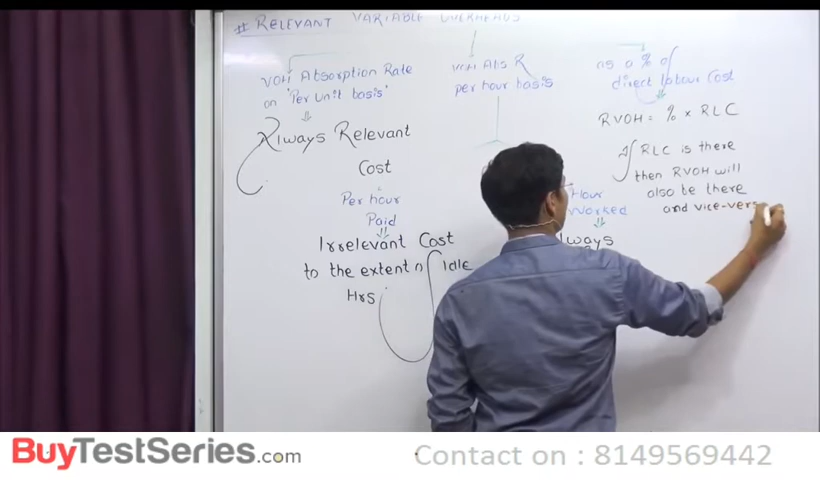 # RELEVANT VARIABLE OVERHEADS
VOH Absorption Rate
on "Per Unit basis"
Always Relevant
Cost
VOH Abs R
per hour basis
Per hour
Paid
Irrelevant Cost
to the extent of Idle
Hrs
Hour
Worked
Always
as a % of
direct labour Cost
RVOH = % x RLC
If RLC is there
then RVOH will
also be there
and vice-vers
BuyTestSeries.com
Contact on : 8149569442